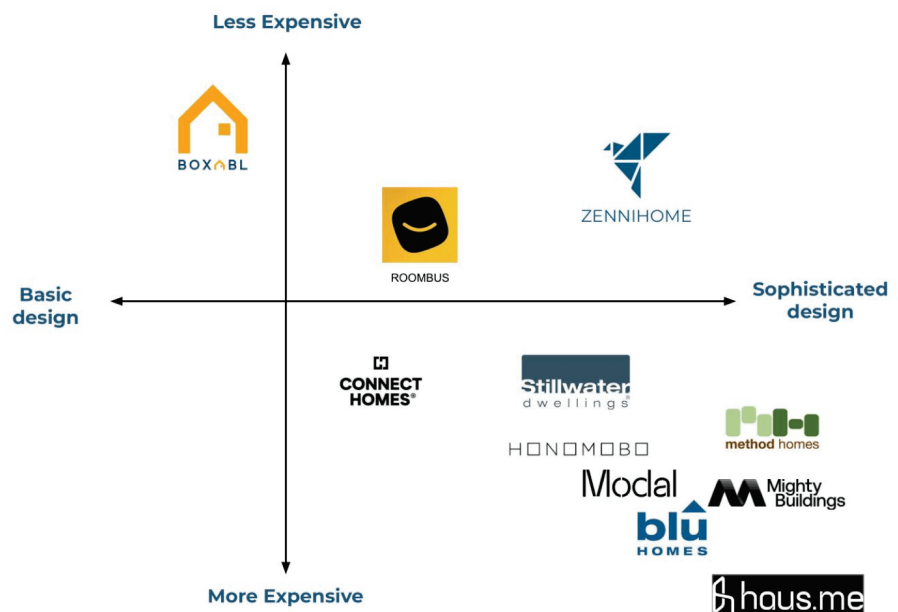 Less Expensive
BOXABL
ZENNIHOME
ROOMBUS
Basic
design
Sophisticated
design
CONNECT
HOMES®
Stillwater
dwellings®
method homes
HONOMOBO
Modal
Mighty
Buildings
blu
HOMES
More Expensive
haus.me